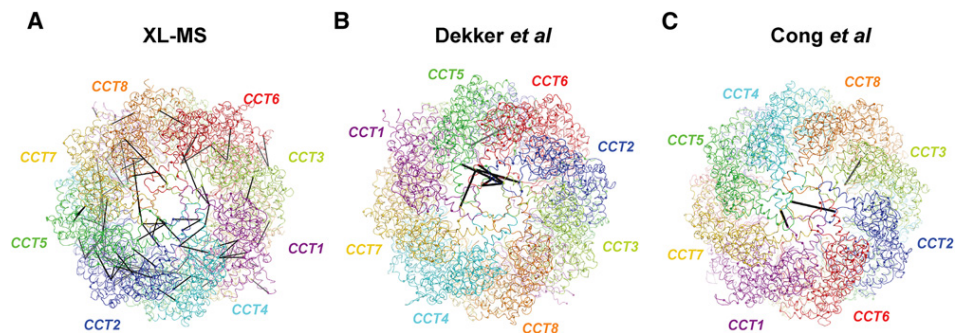 A
XL-MS
CCT8
CCT6
CCT7
CCT3
CCT5
CCT1
CCT2
CCT4
B
Dekker et al
CCT5
CCT6
CCT1
CCT2
CCT7
CCT3
CCT4
CCT8
C
Cong et al
CCT4
CCT8
CCT5
CCT3
CCT7
CCT2
CCT1
CCT6